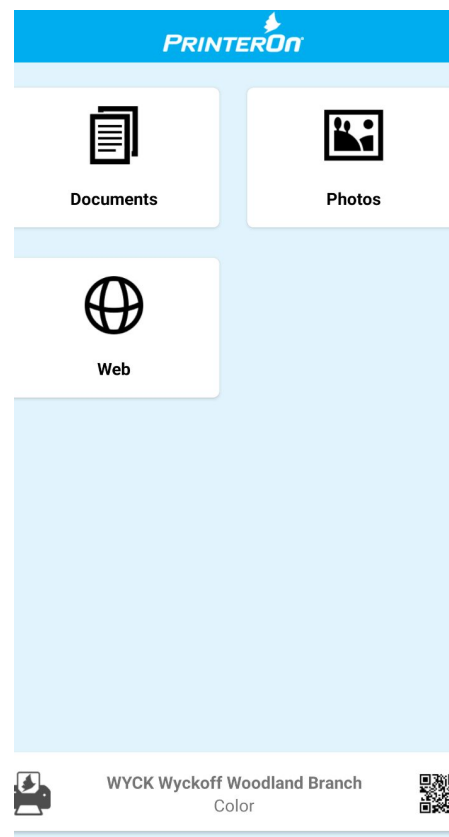 PRINTERON
Documents
Photos
Web
WYCK Wyckoff Woodland Branch
Color